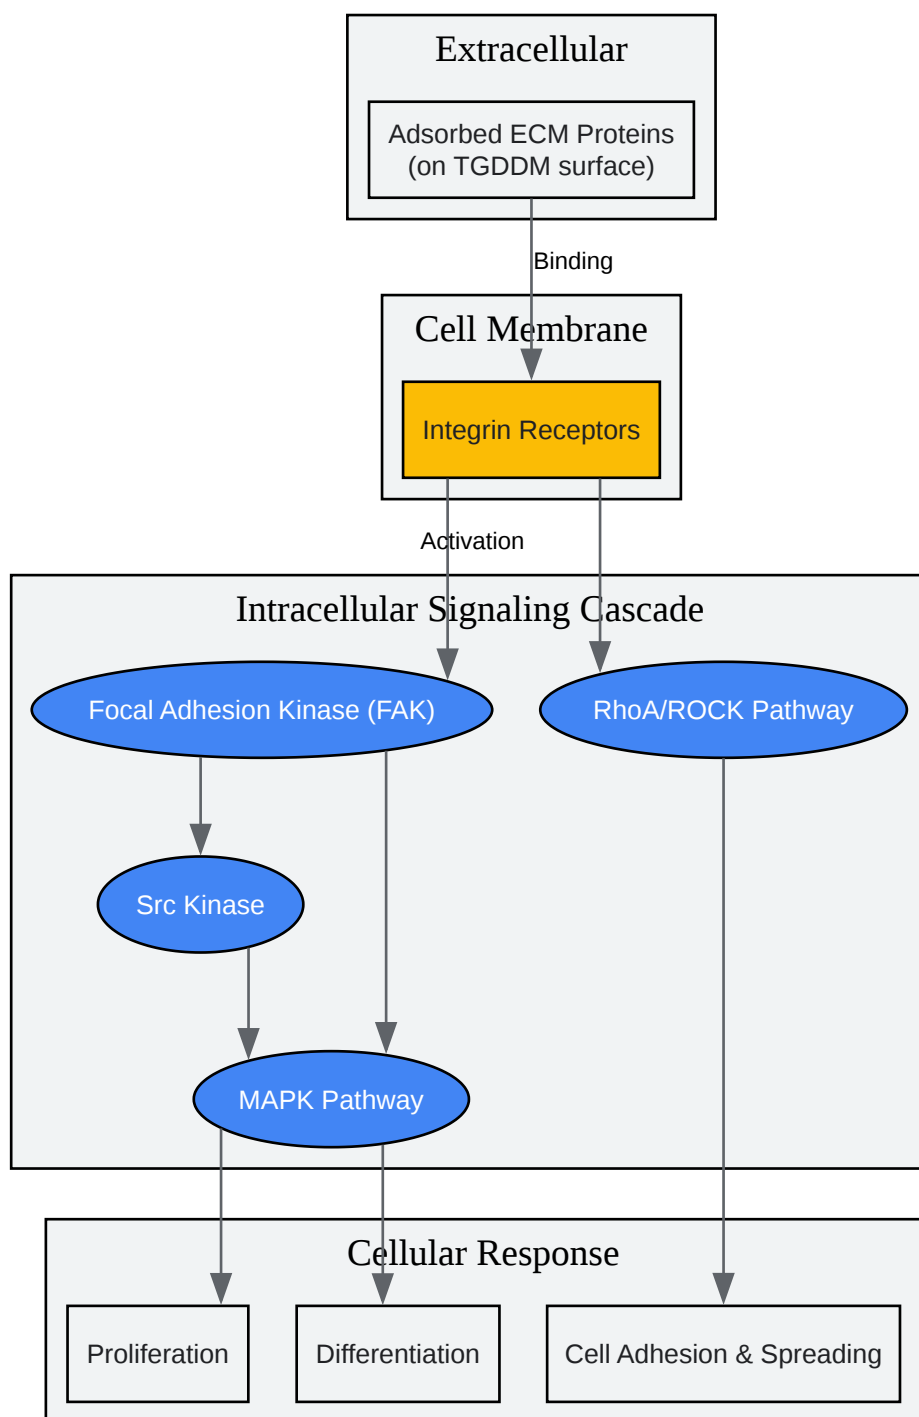 Extracellular
Adsorbed ECM Proteins
(on TGDDM surface)
Binding
Cell Membrane
Integrin Receptors
Activation
Intracellular Signaling Cascade
Focal Adhesion Kinase (FAK)
RhoA/ROCK Pathway
Src Kinase
MAPK Pathway
Cellular Response
Proliferation
Differentiation
Cell Adhesion & Spreading